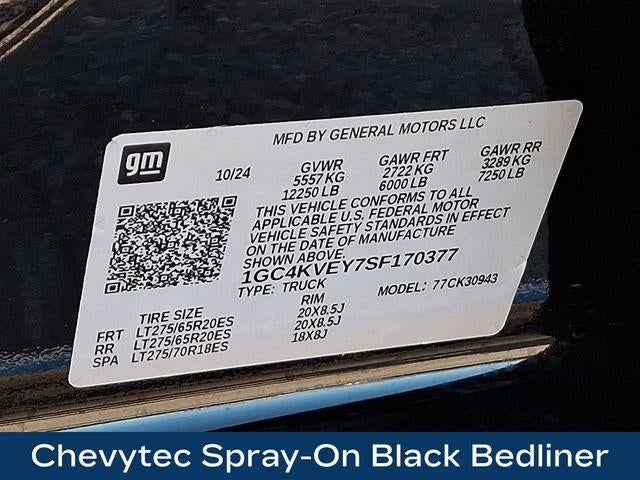 MFD BY GENERAL MOTORS LLC
gm
10/24
GVWR GAWR FRT GAWR RR
5557 KG 2722 KG 3289 KG
12250 LB 6000 LB 7250 LB
THIS VEHICLE CONFORMS TO ALL
APPLICABLE U.S. FEDERAL MOTOR
VEHICLE SAFETY STANDARDS IN EFFECT
ON THE DATE OF MANUFACTURE
SHOWN ABOVE.
1GC4KVEY7SF170377
TYPE: TRUCK MODEL: 77CK30943
TIRE SIZE RIM
FRT LT275/65R20ES 20X8.5J
RR LT275/65R20ES 20X8.5J
SPA LT275/70R18ES 18X8J
Chevytec Spray-On Black Bedliner